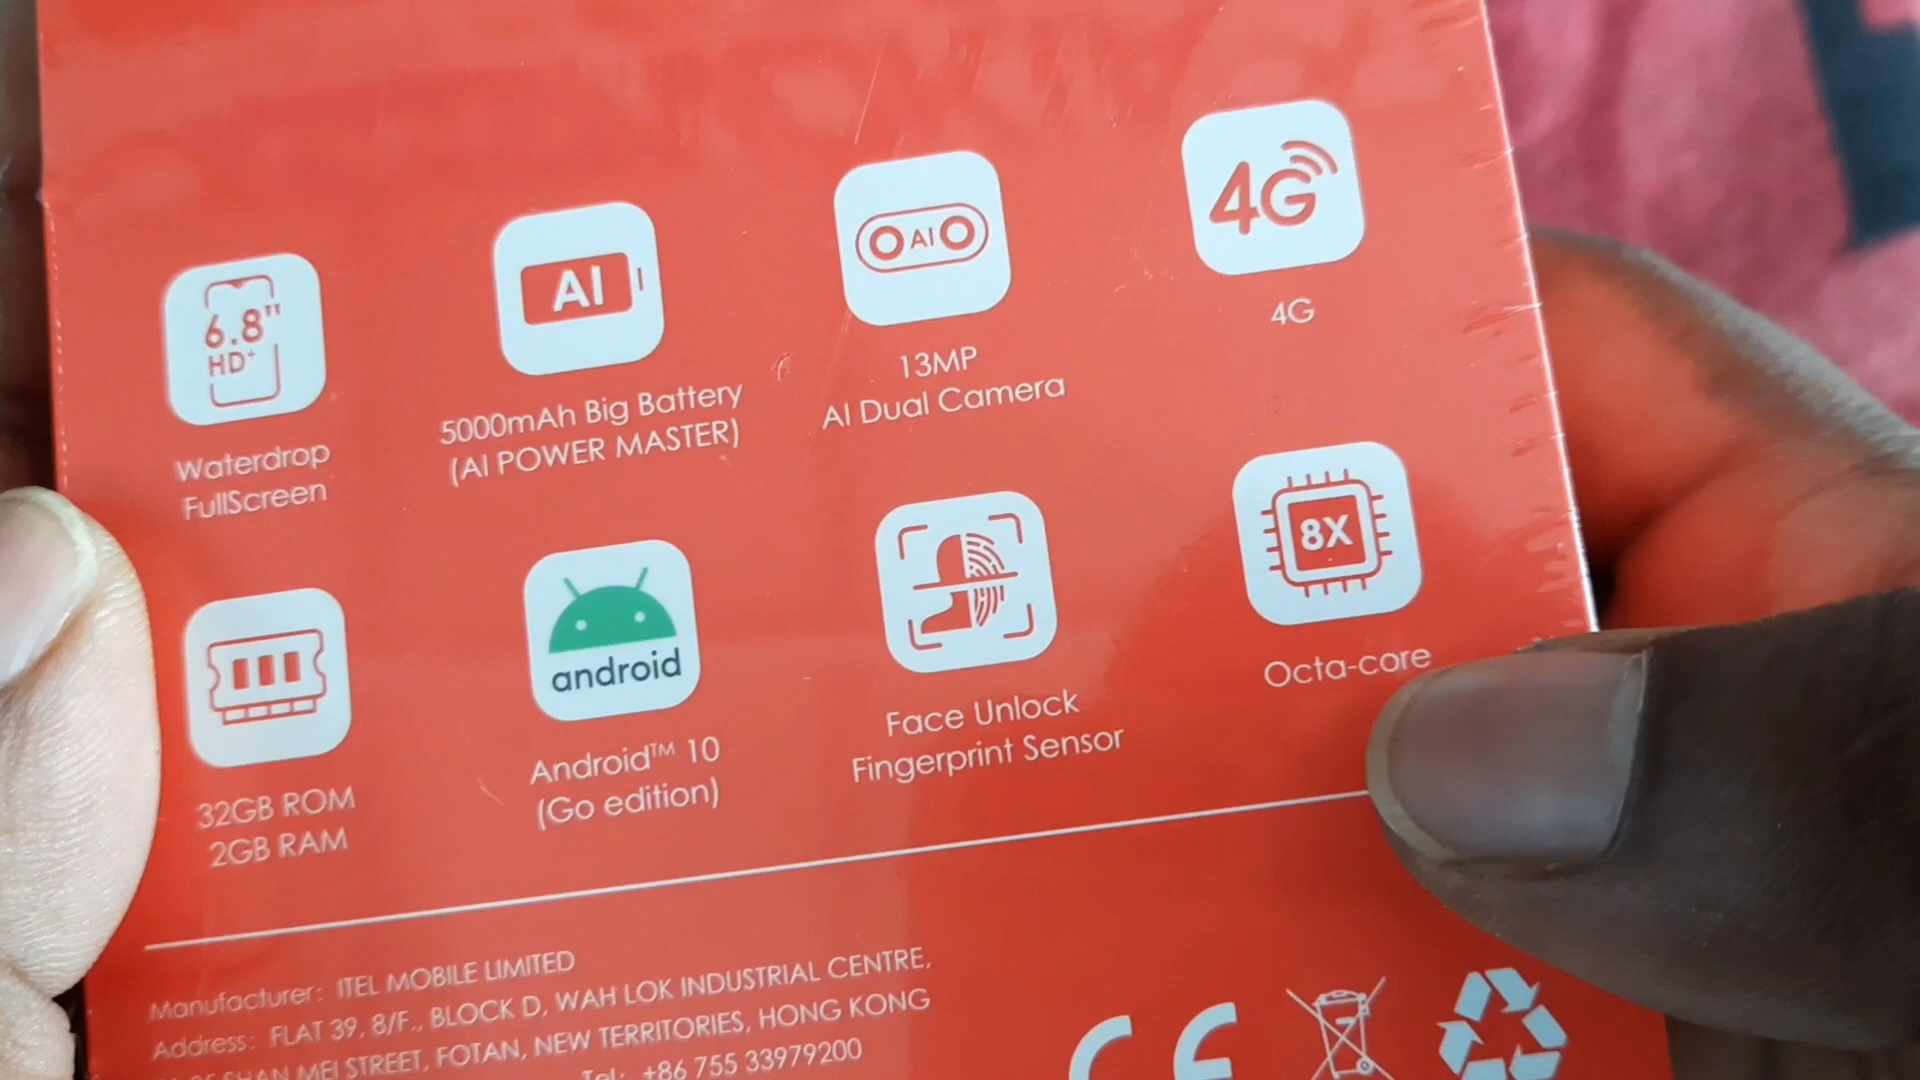 6.8"
HD+
Waterdrop
FullScreen
AI
5000mAh Big Battery
(AI POWER MASTER)
AI
13MP
AI Dual Camera
4G
4G
32GB ROM
2GB RAM
android
Android™ 10
(Go edition)
Face Unlock
Fingerprint Sensor
8X
Octa-core
Manufacturer: ITEL MOBILE LIMITED
Address: FLAT 39, 8/F., BLOCK D, WAH LOK INDUSTRIAL CENTRE,
SHAN MEI STREET, FOTAN, NEW TERRITORIES, HONG KONG
Tel: +86 755 33979200
CE